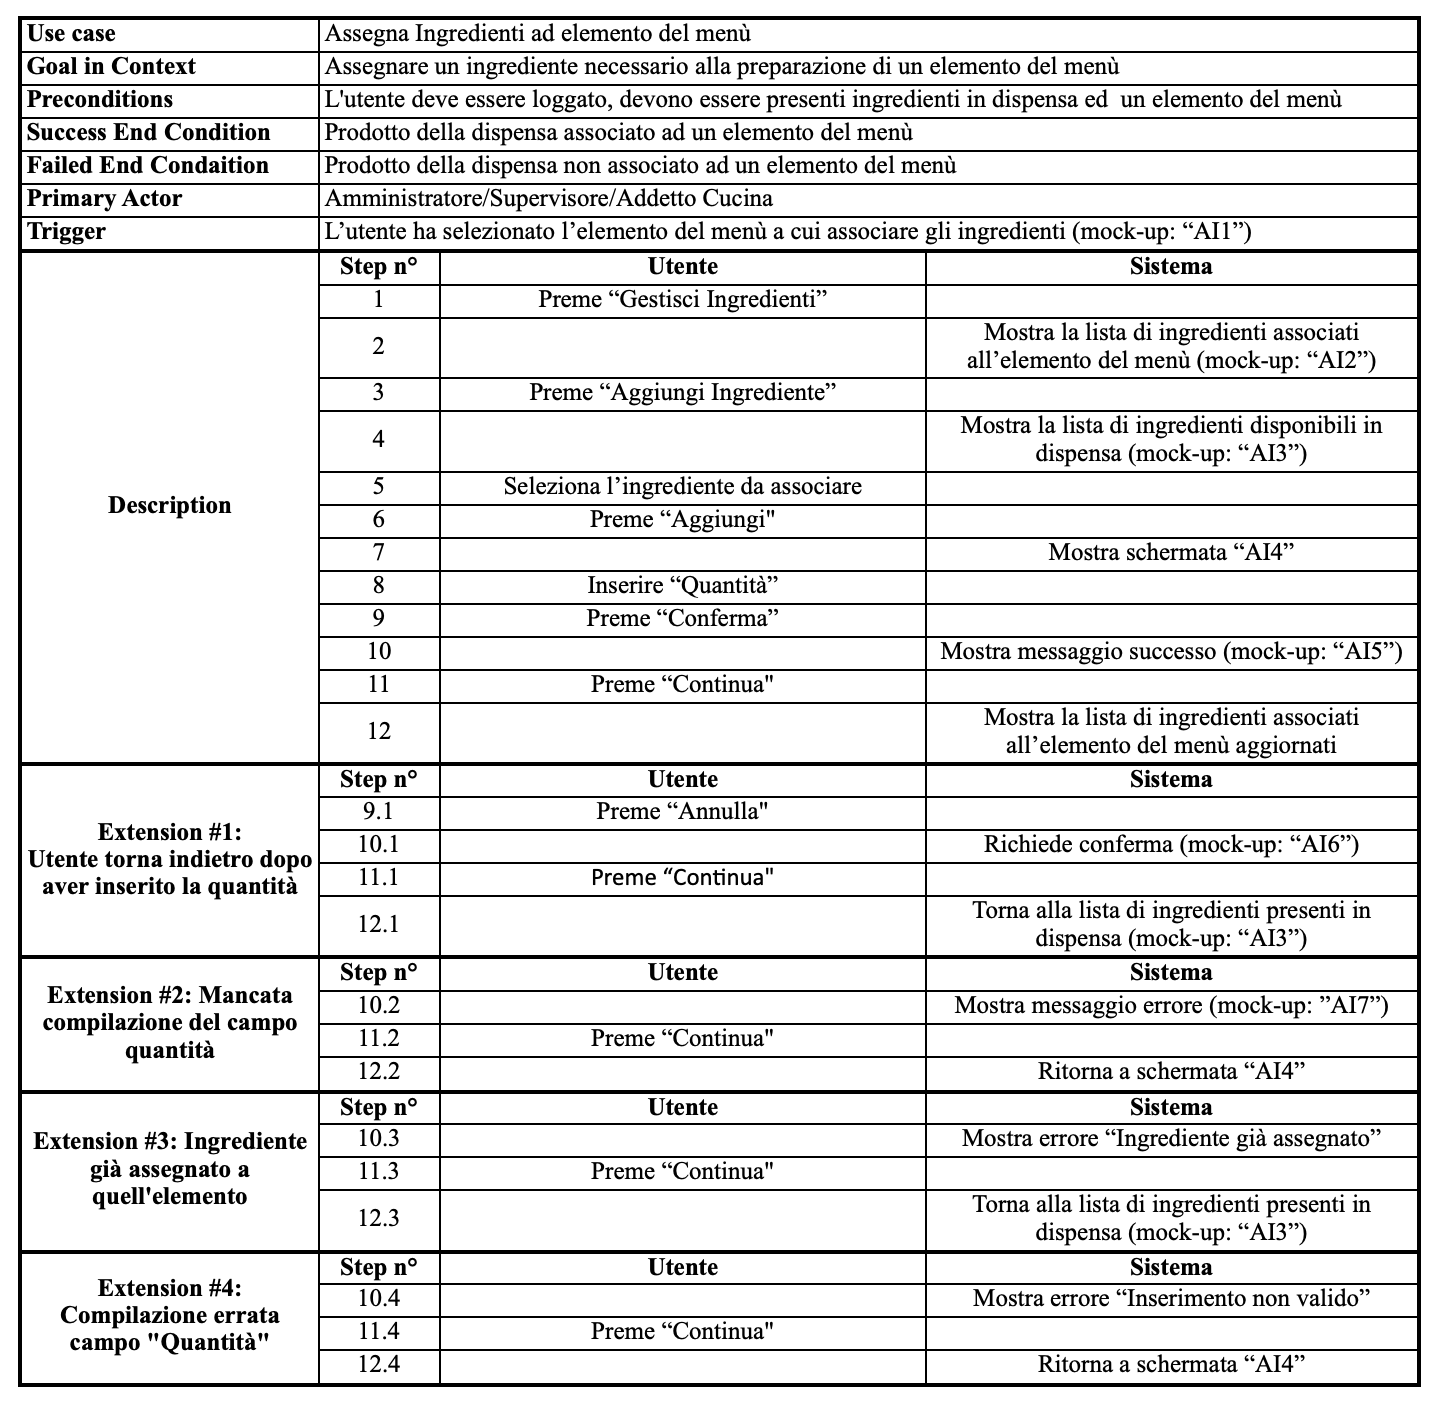 Use case Assegna Ingredienti ad elemento del menù
Goal in Context Assegnare un ingrediente necessario alla preparazione di un elemento del menù
Preconditions L'utente deve essere loggato, devono essere presenti ingredienti in dispensa ed un elemento del menù
Success End Condition Prodotto della dispensa associato ad un elemento del menù
Failed End Condaition Prodotto della dispensa non associato ad un elemento del menù
Primary Actor Amministratore/Supervisore/Addetto Cucina
Trigger L’utente ha selezionato l’elemento del menù a cui associare gli ingredienti (mock-up: “AI1”)
Description
Step n° Utente Sistema
1 Preme “Gestisci Ingredienti”
2 Mostra la lista di ingredienti associati
all’elemento del menù (mock-up: “AI2”)
3 Preme “Aggiungi Ingrediente”
4 Mostra la lista di ingredienti disponibili in
dispensa (mock-up: “AI3”)
5 Seleziona l’ingrediente da associare
6 Preme “Aggiungi"
7 Mostra schermata “AI4”
8 Inserire “Quantità”
9 Preme “Conferma”
10 Mostra messaggio successo (mock-up: “AI5”)
11 Preme “Continua"
12 Mostra la lista di ingredienti associati
all’elemento del menù aggiornati
Extension #1:
Utente torna indietro dopo
aver inserito la quantità
Step n° Utente Sistema
9.1 Preme “Annulla"
10.1 Richiede conferma (mock-up: “AI6”)
11.1 Preme “Continua"
12.1 Torna alla lista di ingredienti presenti in
dispensa (mock-up: “AI3”)
Extension #2: Mancata
compilazione del campo
quantità
Step n° Utente Sistema
10.2 Mostra messaggio errore (mock-up: ”AI7”)
11.2 Preme “Continua"
12.2 Ritorna a schermata “AI4”
Extension #3: Ingrediente
già assegnato a
quell'elemento
Step n° Utente Sistema
10.3 Mostra errore “Ingrediente già assegnato”
11.3 Preme “Continua"
12.3 Torna alla lista di ingredienti presenti in
dispensa (mock-up: “AI3”)
Extension #4:
Compilazione errata
campo "Quantità"
Step n° Utente Sistema
10.4 Mostra errore “Inserimento non valido”
11.4 Preme “Continua"
12.4 Ritorna a schermata “AI4”